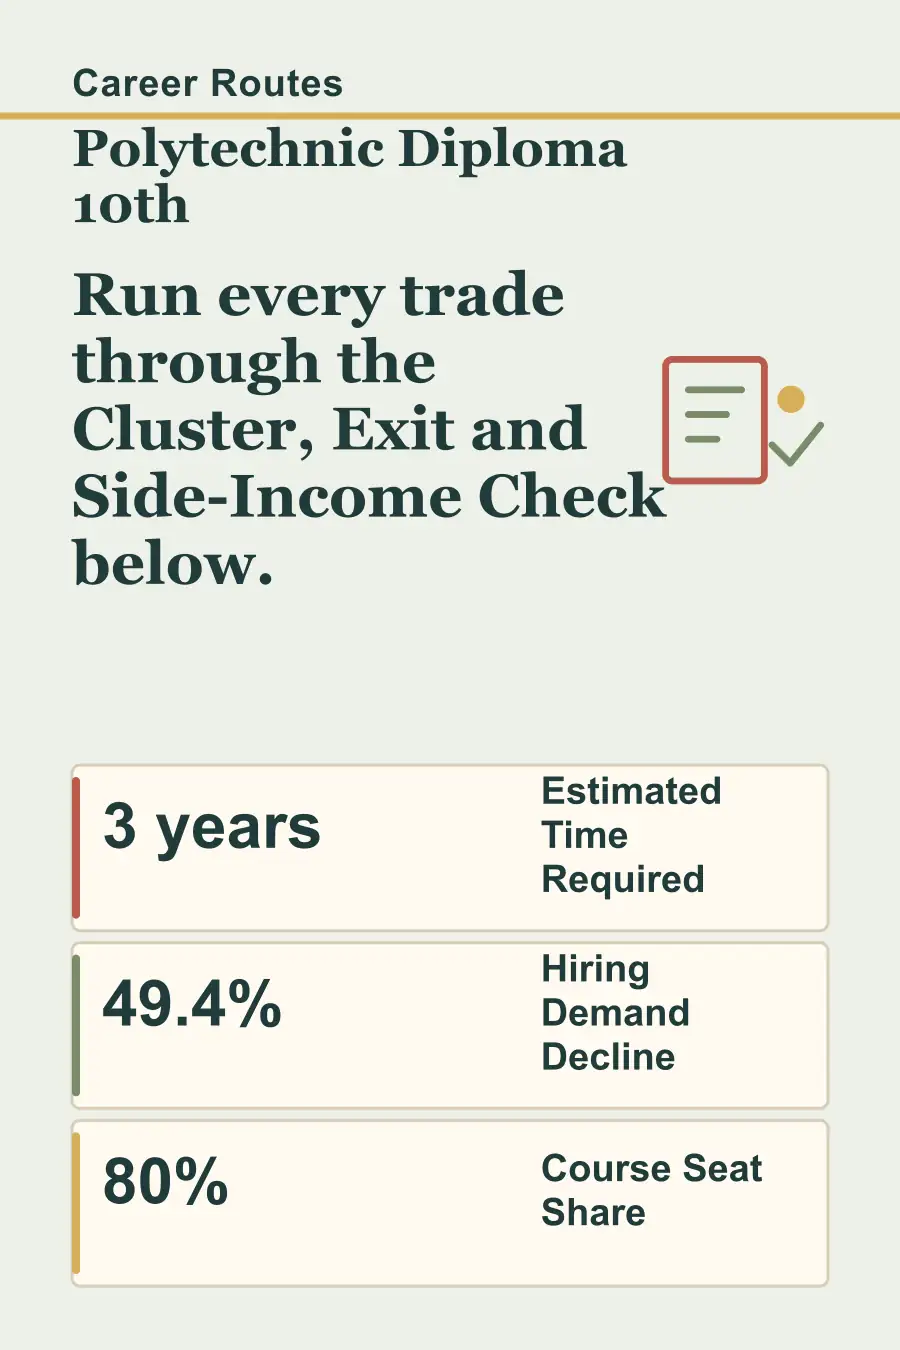 Career Routes
Polytechnic Diploma
10th
Run every trade
through the
Cluster, Exit and
Side-Income Check
below.
3 years
Estimated
Time
Required
49.4%
Hiring
Demand
Decline
80%
Course Seat
Share